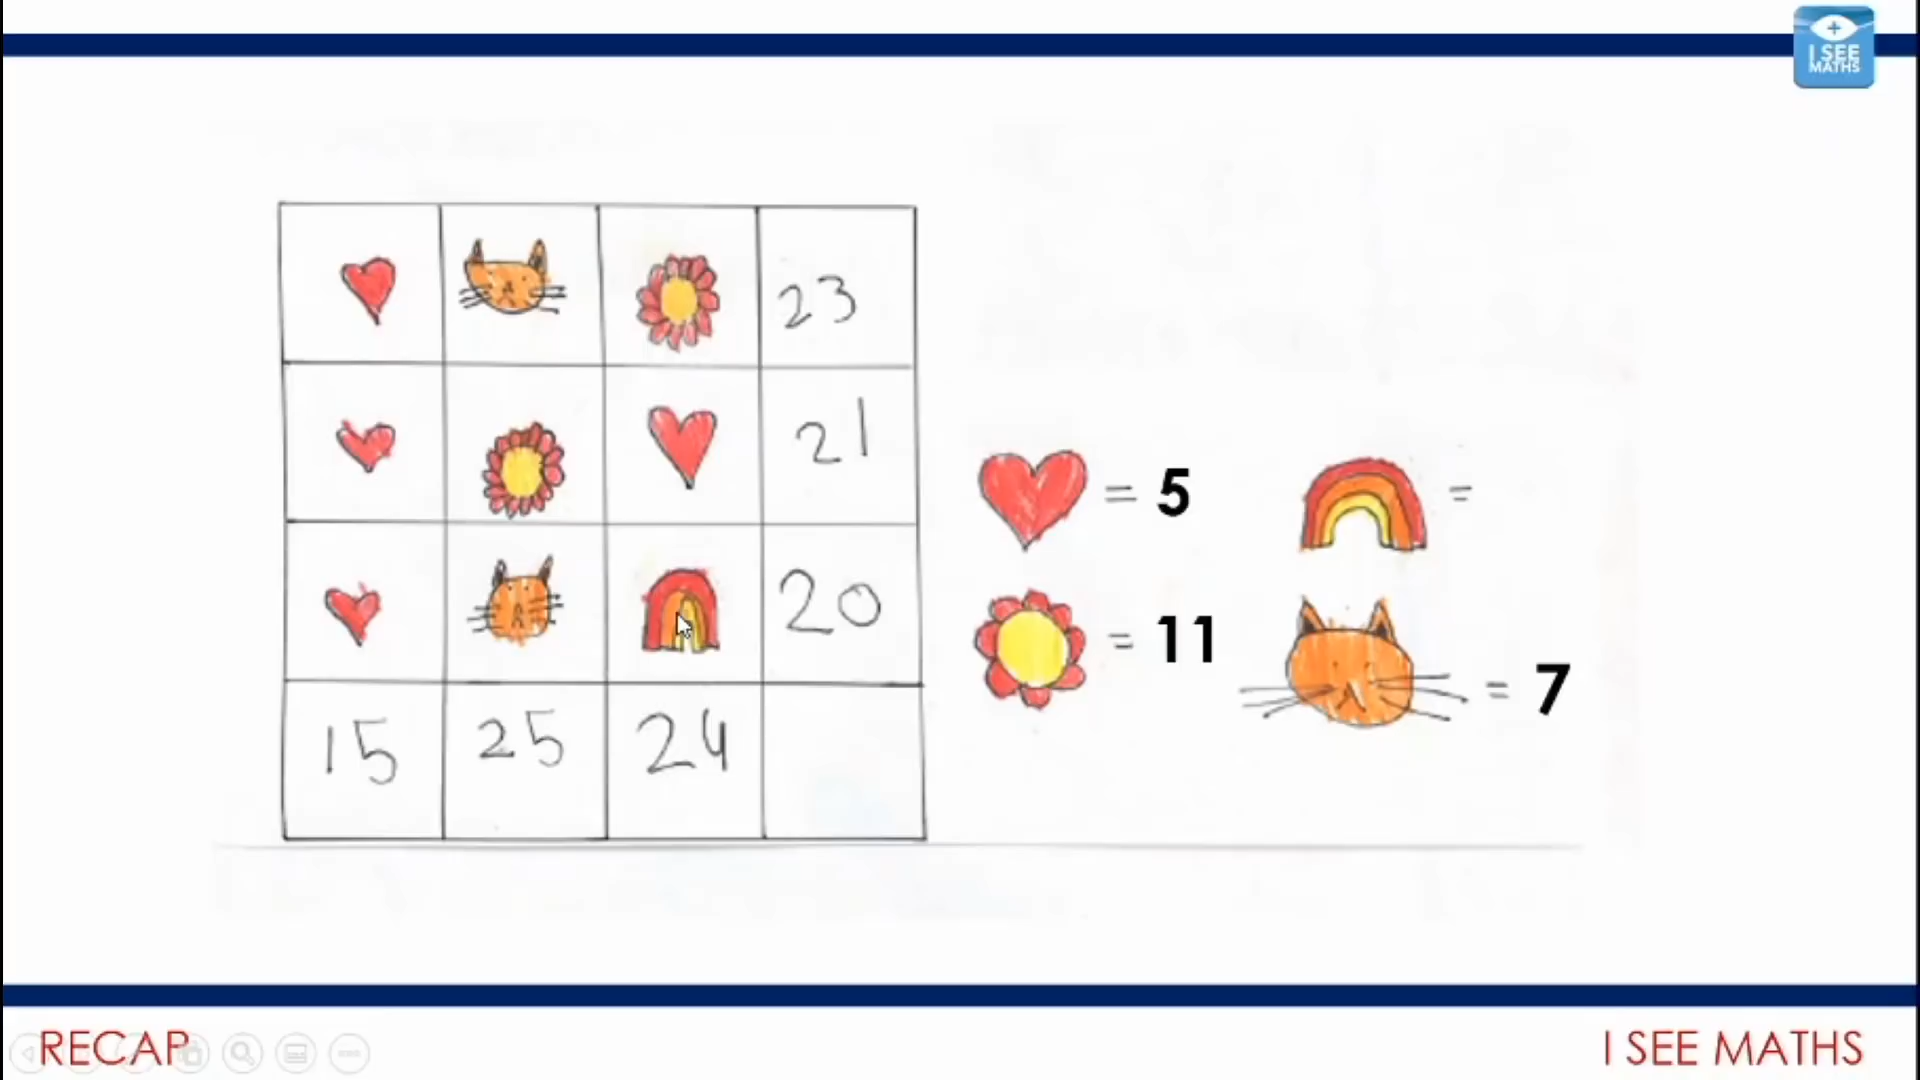 +
I SEE
MATHS
23
21
= 5
=
20
= 11
= 7
15 25 24
RECAP
I SEE MATHS